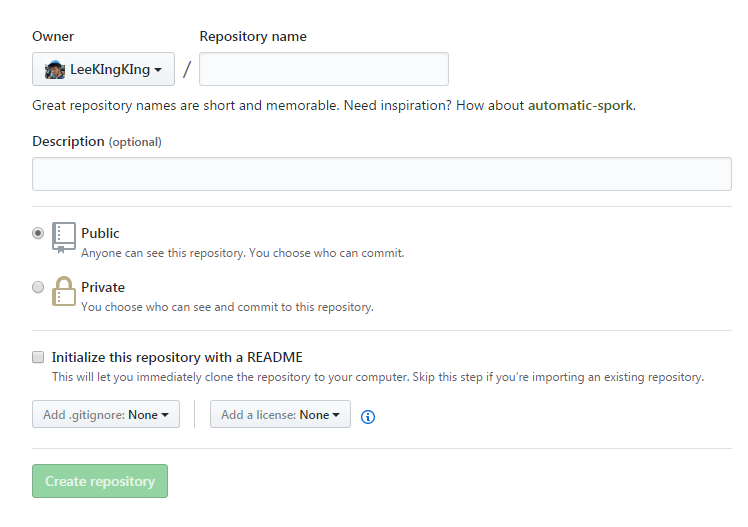 Owner Repository name
LeeKIngKIng /
Great repository names are short and memorable. Need inspiration? How about automatic-spork.
Description (optional)
Public
Anyone can see this repository. You choose who can commit.
Private
You choose who can see and commit to this repository.
Initialize this repository with a README
This will let you immediately clone the repository to your computer. Skip this step if you’re importing an existing repository.
Add .gitignore: None Add a license: None
Create repository